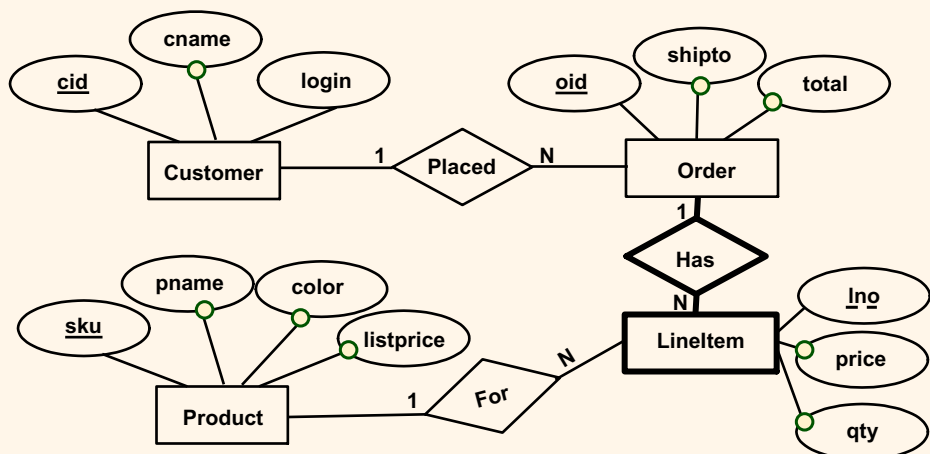 cname
cid
login
shipto
oid
total
Customer
1
Placed
N
Order
1
Has
N
pname
color
sku
listprice
lno
LineItem
price
Product
1
For
N
qty